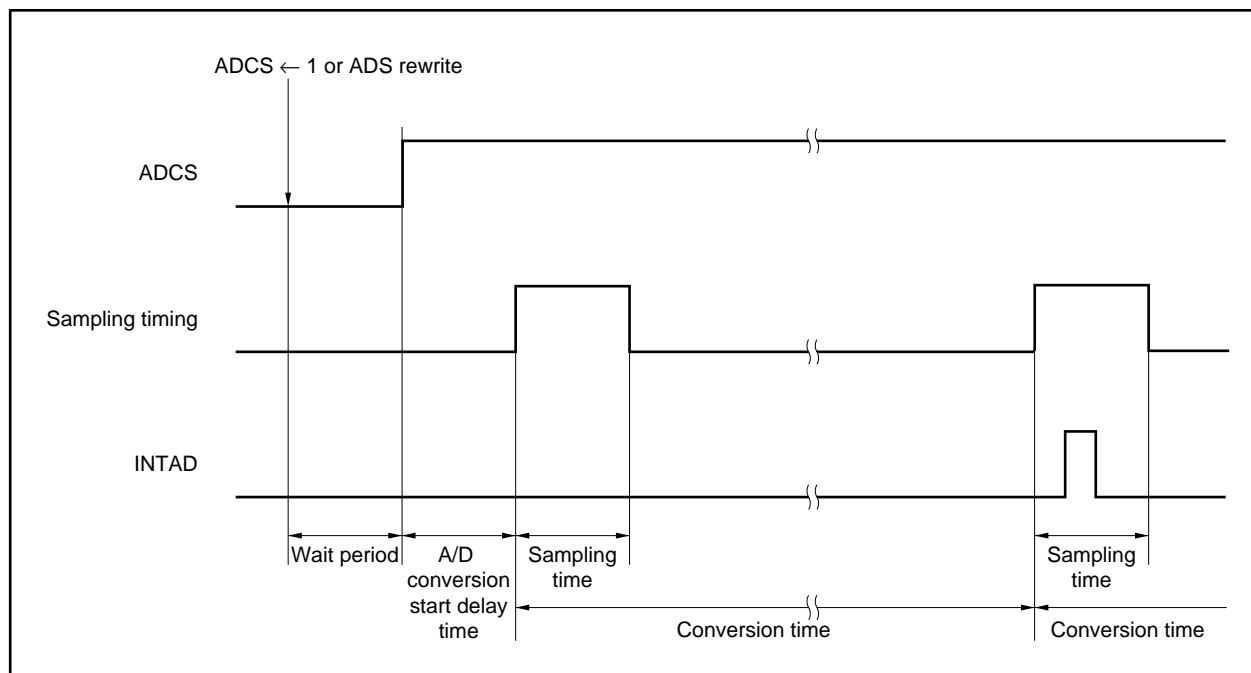 ADCS ← 1 or ADS rewrite
ADCS
Sampling timing
INTAD
Wait period
A/D
conversion
start delay
time
Sampling
time
Sampling
time
Conversion time
Conversion time